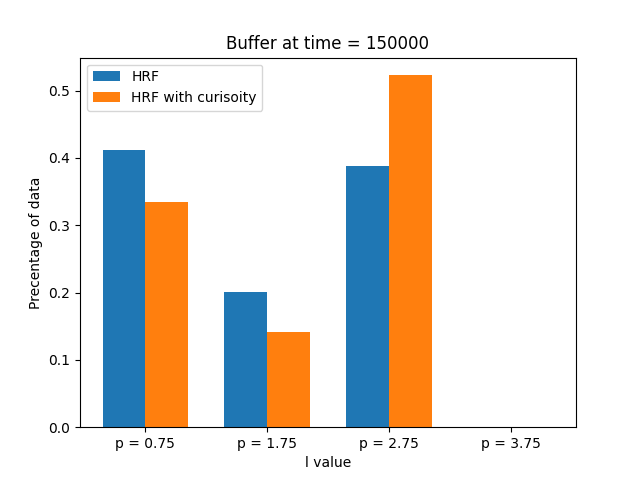 Buffer at time = 150000
HRF
HRF with curisoity
Precentage of data
0.5
0.4
0.3
0.2
0.1
0.0
p = 0.75
p = 1.75
p = 2.75
p = 3.75
l value